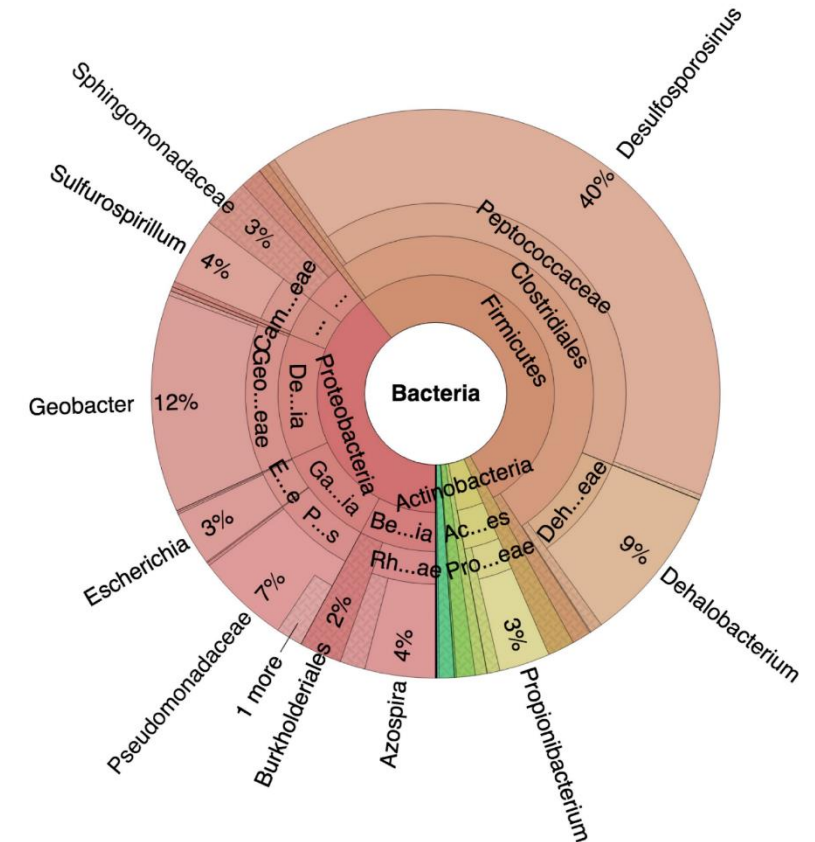 Desulfosporosinus
40%
Peptococcaceae
Clostridiales
Firmicutes
Sphingomonadaceae
3%
Sulfurospirillum
4%
Cam...eae
...
...
Geobacter
12%
Geo...eae
De...ia
Proteobacteria
Bacteria
Escherichia
3%
E...e
Ga...ia
P...s
Pseudomonadaceae
7%
1 more
Burkholderiales
2%
Be...ia
Rh...ae
Azospira
4%
Actinobacteria
Ac...es
Pro...eae
3%
Propionibacterium
Deh...eae
9%
Dehalobacterium